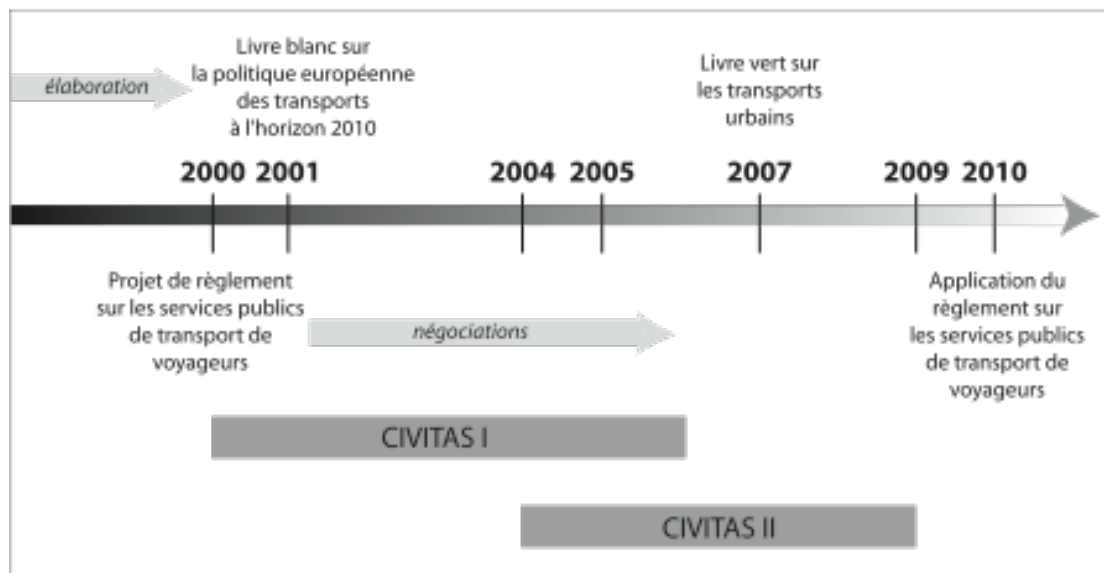 Livre blanc sur
la politique européenne
des transports
à l'horizon 2010
élaboration
Livre vert sur
les transports
urbains
2000 2001 2004 2005 2007 2009 2010
Projet de règlement
sur les services publics
de transport de
voyageurs
négociations
Application du
règlement sur
les services publics
de transport de
voyageurs
CIVITAS I
CIVITAS II